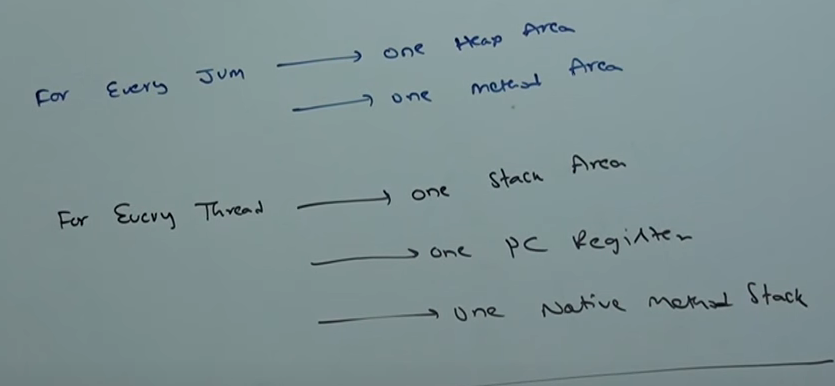 For Every JVM → one Heap Area
→ one Method Area
For Every Thread → one Stack Area
→ one PC Register
→ one Native Method Stack